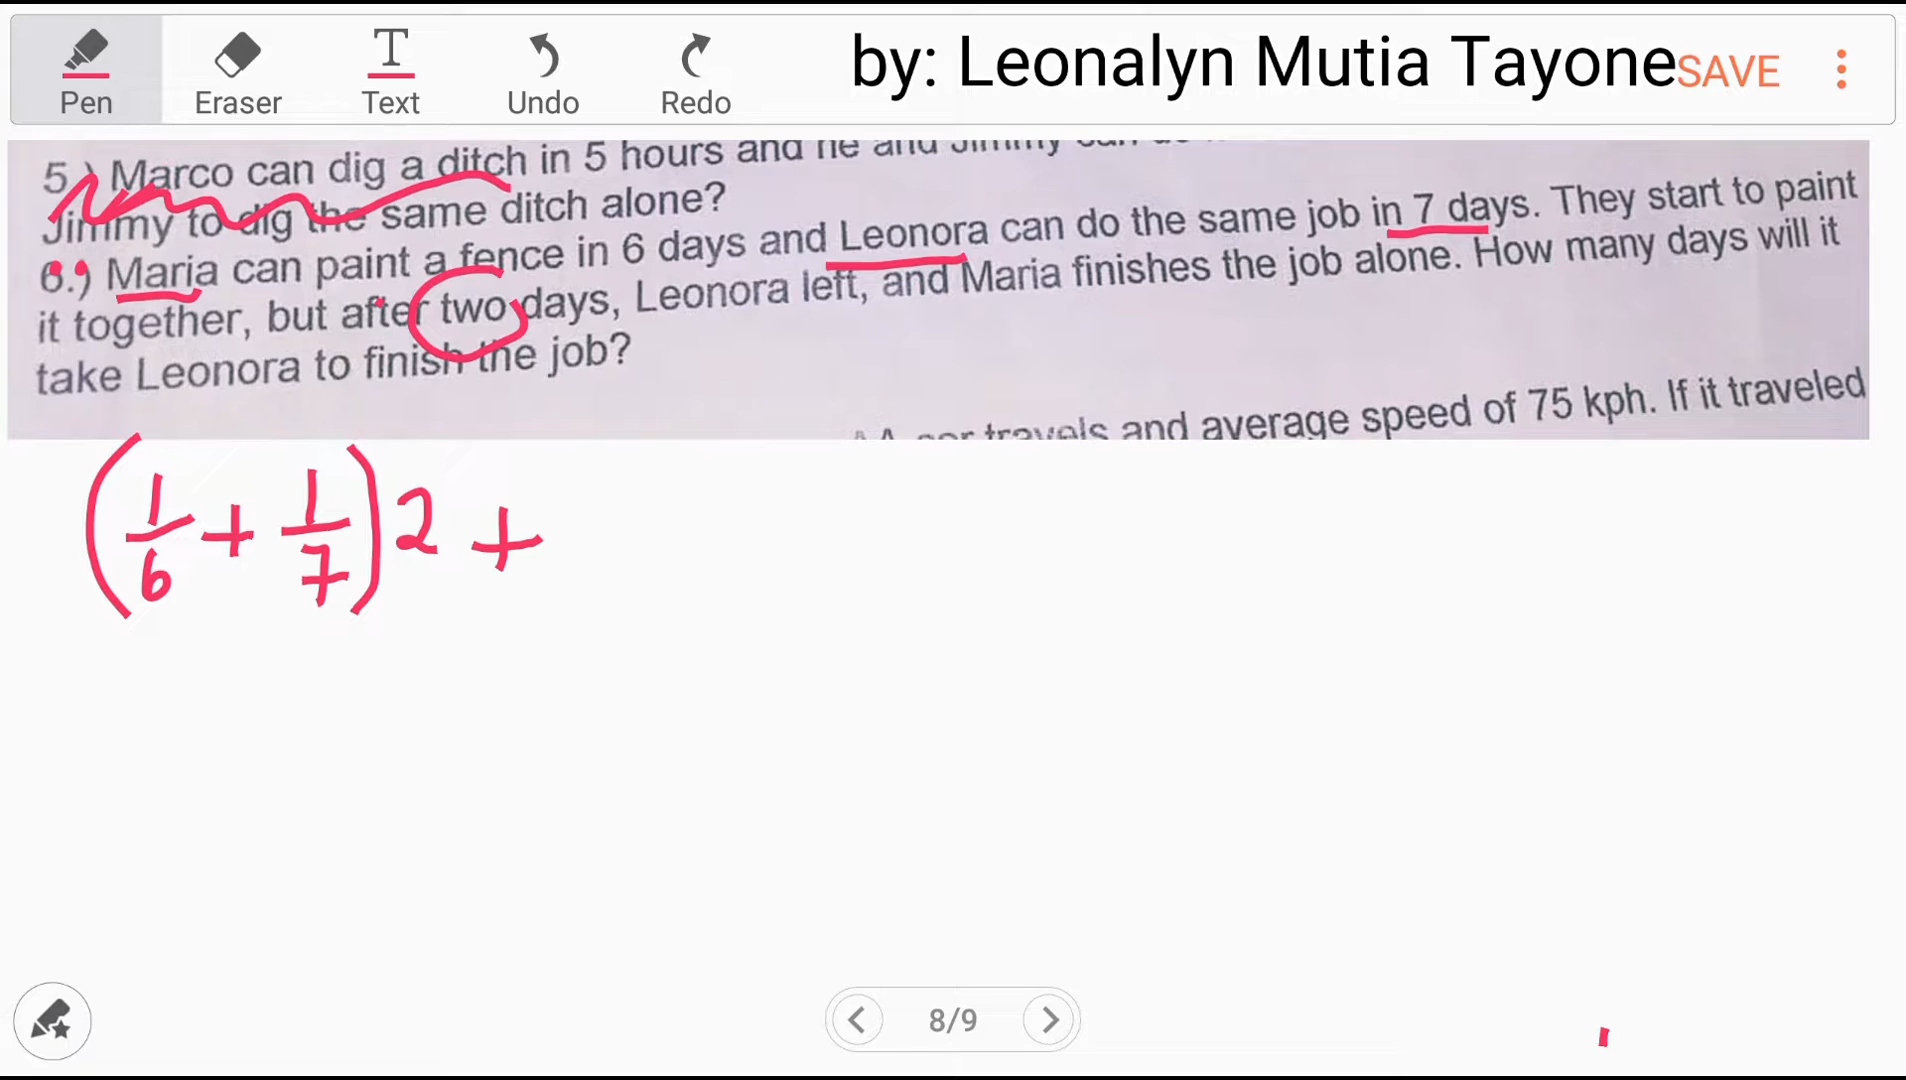 Pen
Eraser
Text
Undo
Redo
by: Leonalyn Mutia Tayone
SAVE
5.) Marco can dig a ditch in 5 hours and he and Jimmy can do
Jimmy to dig the same ditch alone?
6.) Maria can paint a fence in 6 days and Leonora can do the same job in 7 days. They start to paint
it together, but after two days, Leonora left, and Maria finishes the job alone. How many days will it
take Leonora to finish the job?
A car travels and average speed of 75 kph. If it traveled
(1/6 + 1/7) 2 +
8/9